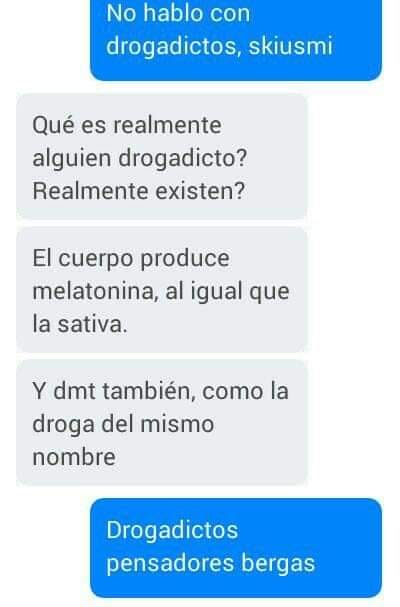 No hablo con
drogadictos, skiusmi
Qué es realmente
alguien drogadicto?
Realmente existen?
El cuerpo produce
melatonina, al igual que
la sativa.
Y dmt también, como la
droga del mismo
nombre
Drogadictos
pensadores bergas